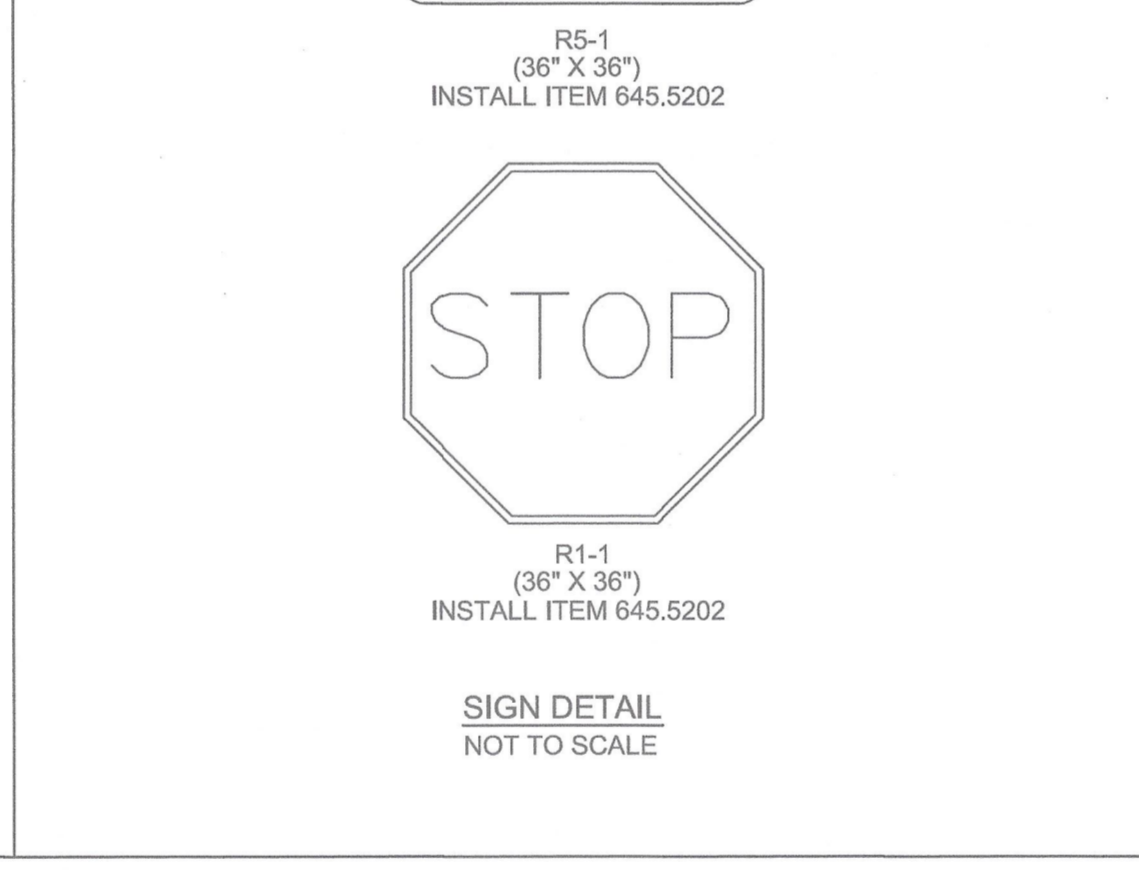 R5-1
(36" X 36")
INSTALL ITEM 645.5202
STOP
R1-1
(36" X 36")
INSTALL ITEM 645.5202
SIGN DETAIL
NOT TO SCALE